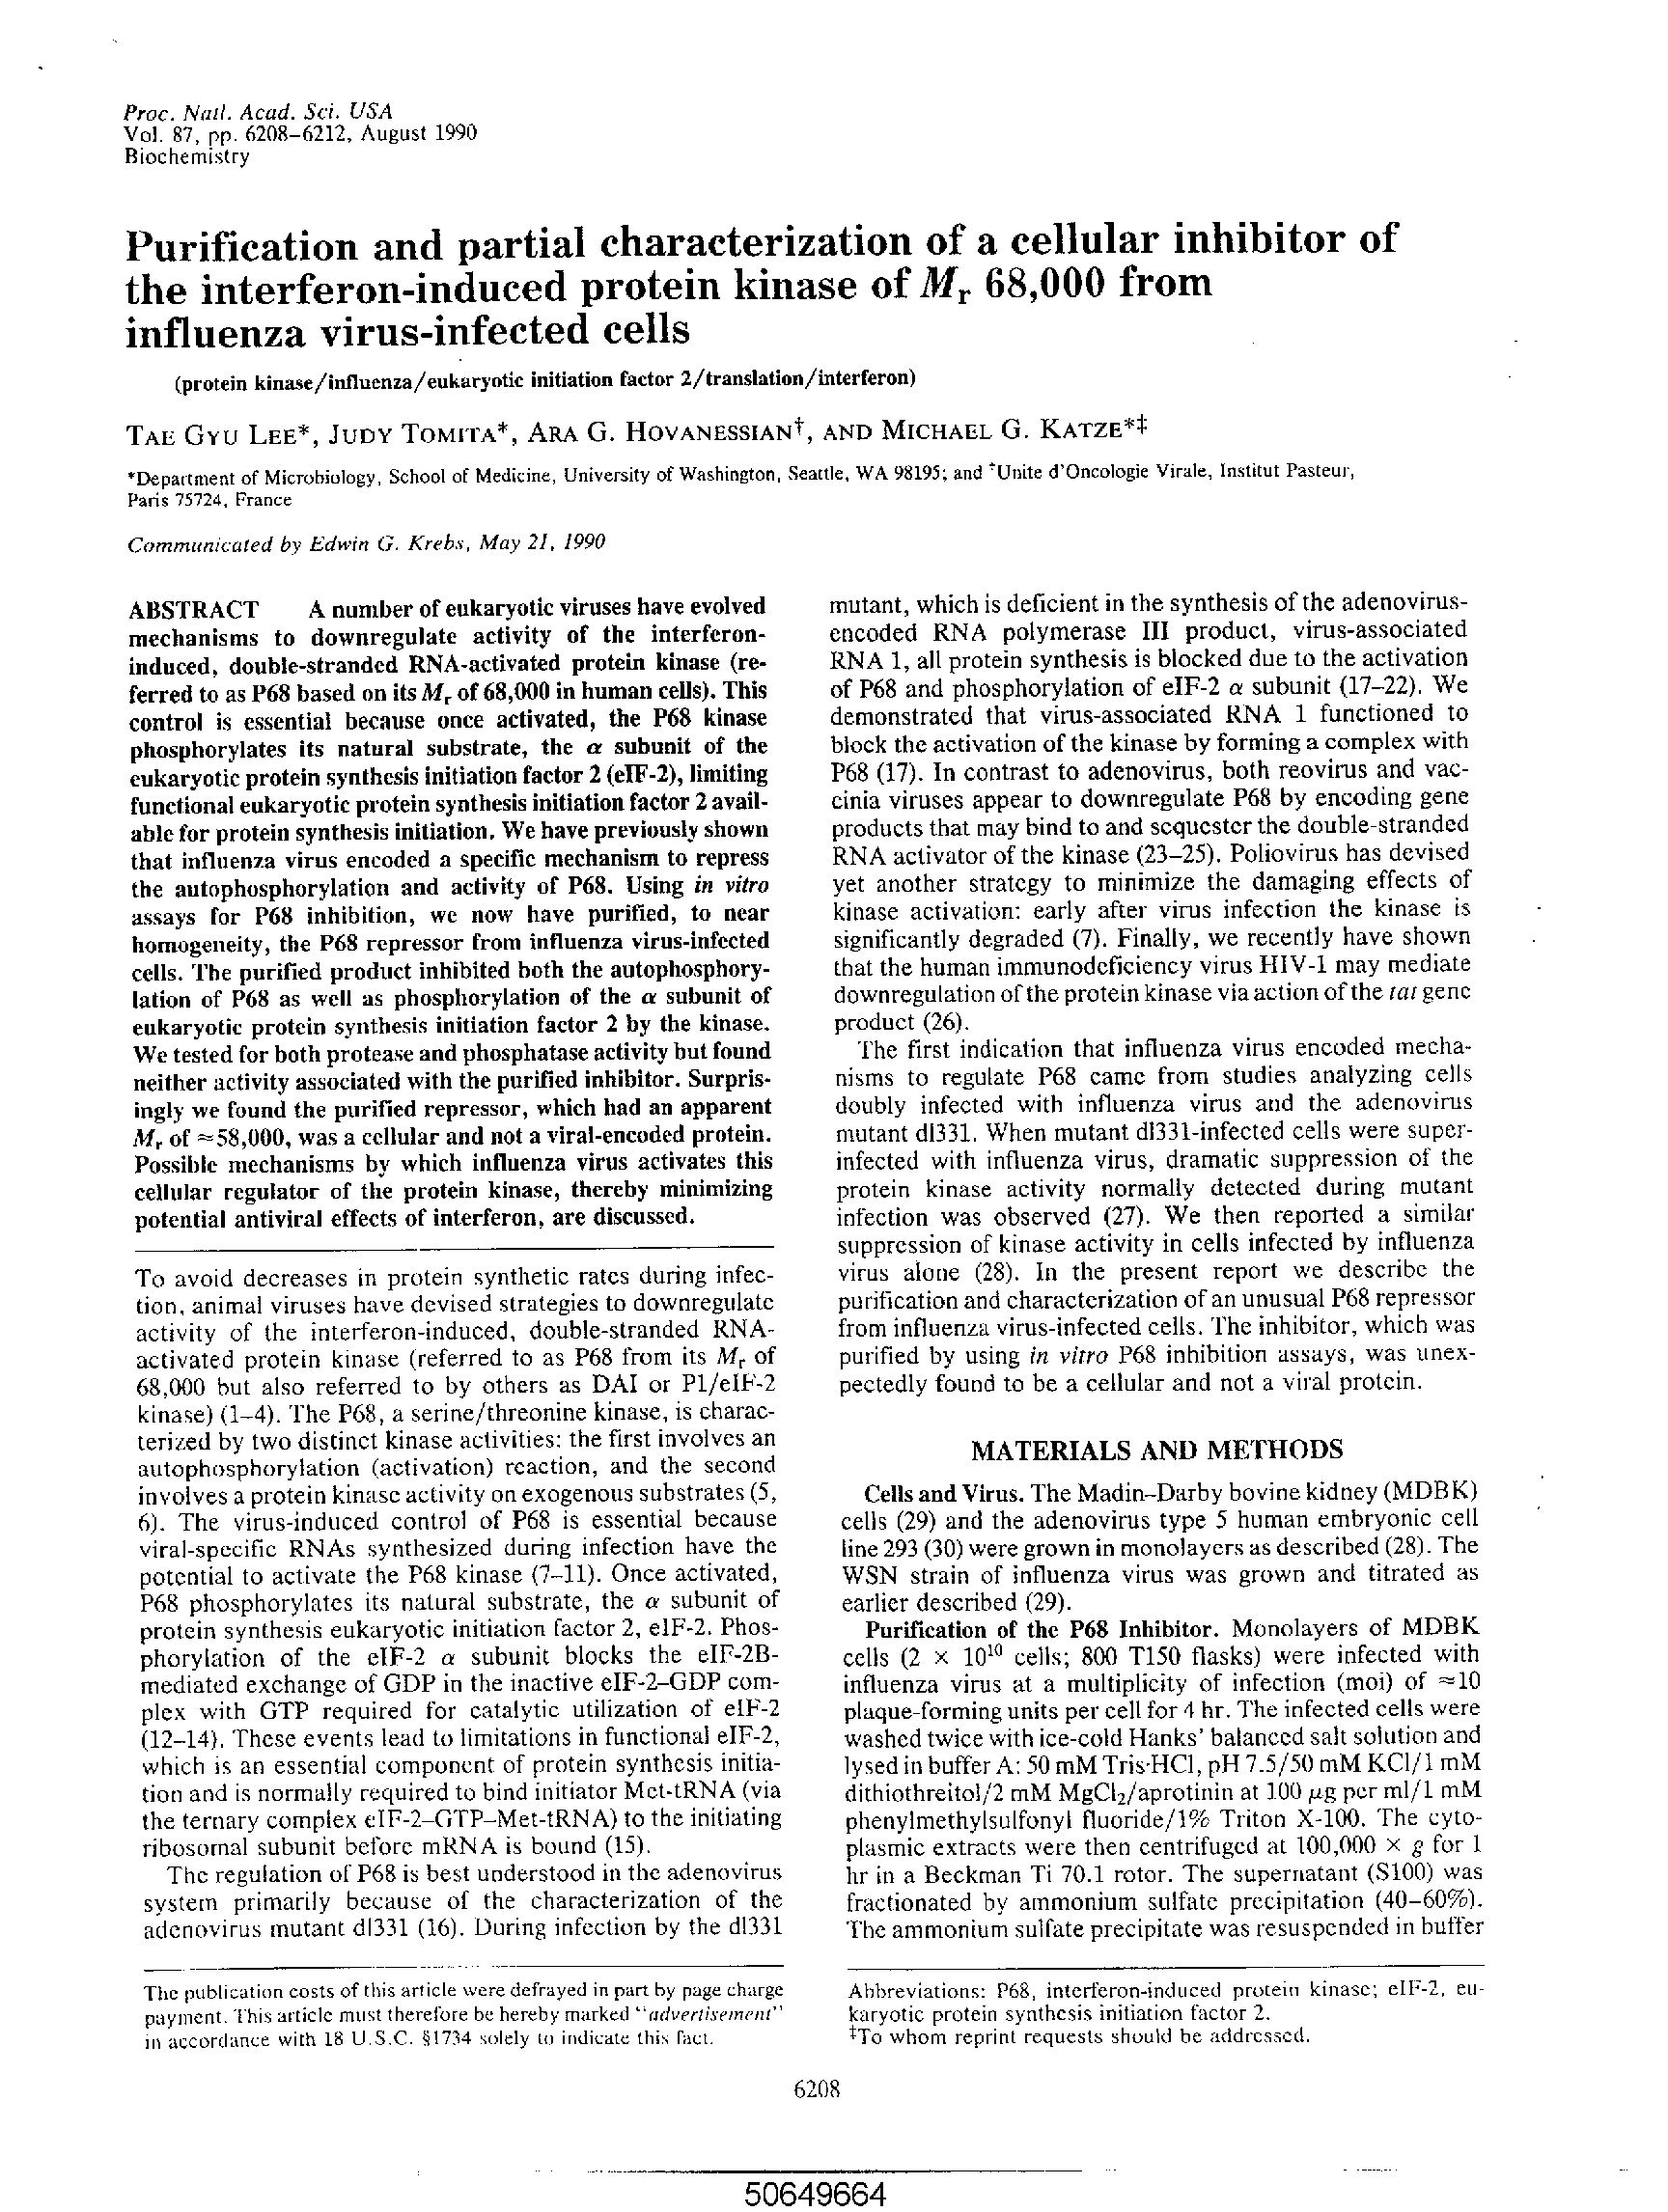 Proc. Natl. Acad. Sci. USA
Vol. 87, pp. 6208–6212, August 1990
Biochemistry
Purification and partial characterization of a cellular inhibitor of
the interferon-induced protein kinase of Mr 68,000 from
influenza virus-infected cells
(protein kinase/influenza/eukaryotic initiation factor 2/translation/interferon)
TAE GYU LEE*, JUDY TOMITA*, ARA G. HOVANESSIAN†, AND MICHAEL G. KATZE*‡
*Department of Microbiology, School of Medicine, University of Washington, Seattle, WA 98195; and †Unite d'Oncologie Virale, Institut Pasteur,
Paris 75724, France
Communicated by Edwin G. Krebs, May 21, 1990
ABSTRACT A number of eukaryotic viruses have evolved
mechanisms to downregulate activity of the interferon-
induced, double-stranded RNA-activated protein kinase (re-
ferred to as P68 based on its Mr of 68,000 in human cells). This
control is essential because once activated, the P68 kinase
phosphorylates its natural substrate, the α subunit of the
eukaryotic protein synthesis initiation factor 2 (eIF-2), limiting
functional eukaryotic protein synthesis initiation factor 2 avail-
able for protein synthesis initiation. We have previously shown
that influenza virus encoded a specific mechanism to repress
the autophosphorylation and activity of P68. Using in vitro
assays for P68 inhibition, we now have purified, to near
homogeneity, the P68 repressor from influenza virus-infected
cells. The purified product inhibited both the autophosphory-
lation of P68 as well as phosphorylation of the α subunit of
eukaryotic protein synthesis initiation factor 2 by the kinase.
We tested for both protease and phosphatase activity but found
neither activity associated with the purified inhibitor. Surpris-
ingly we found the purified repressor, which had an apparent
Mr of ≈58,000, was a cellular and not a viral-encoded protein.
Possible mechanisms by which influenza virus activates this
cellular regulator of the protein kinase, thereby minimizing
potential antiviral effects of interferon, are discussed.
To avoid decreases in protein synthetic rates during infec-
tion, animal viruses have devised strategies to downregulate
activity of the interferon-induced, double-stranded RNA-
activated protein kinase (referred to as P68 from its Mr of
68,000 but also referred to by others as DAI or P1/eIF-2
kinase) (1–4). The P68, a serine/threonine kinase, is charac-
terized by two distinct kinase activities: the first involves an
autophosphorylation (activation) reaction, and the second
involves a protein kinase activity on exogenous substrates (5,
6). The virus-induced control of P68 is essential because
viral-specific RNAs synthesized during infection have the
potential to activate the P68 kinase (7–11). Once activated,
P68 phosphorylates its natural substrate, the α subunit of
protein synthesis eukaryotic initiation factor 2, eIF-2. Phos-
phorylation of the eIF-2 α subunit blocks the eIF-2B-
mediated exchange of GDP in the inactive eIF-2–GDP com-
plex with GTP required for catalytic utilization of eIF-2
(12–14). These events lead to limitations in functional eIF-2,
which is an essential component of protein synthesis initia-
tion and is normally required to bind initiator Met-tRNA (via
the ternary complex eIF-2–GTP–Met-tRNA) to the initiating
ribosomal subunit before mRNA is bound (15).
The regulation of P68 is best understood in the adenovirus
system primarily because of the characterization of the
adenovirus mutant dl331 (16). During infection by the dl331
The publication costs of this article were defrayed in part by page charge
payment. This article must therefore be hereby marked "advertisement"
in accordance with 18 U.S.C. §1734 solely to indicate this fact.
mutant, which is deficient in the synthesis of the adenovirus-
encoded RNA polymerase III product, virus-associated
RNA 1, all protein synthesis is blocked due to the activation
of P68 and phosphorylation of eIF-2 α subunit (17–22). We
demonstrated that virus-associated RNA 1 functioned to
block the activation of the kinase by forming a complex with
P68 (17). In contrast to adenovirus, both reovirus and vac-
cinia viruses appear to downregulate P68 by encoding gene
products that may bind to and sequester the double-stranded
RNA activator of the kinase (23–25). Poliovirus has devised
yet another strategy to minimize the damaging effects of
kinase activation: early after virus infection the kinase is
significantly degraded (7). Finally, we recently have shown
that the human immunodeficiency virus HIV-1 may mediate
downregulation of the protein kinase via action of the tat gene
product (26).
The first indication that influenza virus encoded mecha-
nisms to regulate P68 came from studies analyzing cells
doubly infected with influenza virus and the adenovirus
mutant dl331. When mutant dl331-infected cells were super-
infected with influenza virus, dramatic suppression of the
protein kinase activity normally detected during mutant
infection was observed (27). We then reported a similar
suppression of kinase activity in cells infected by influenza
virus alone (28). In the present report we describe the
purification and characterization of an unusual P68 repressor
from influenza virus-infected cells. The inhibitor, which was
purified by using in vitro P68 inhibition assays, was unex-
pectedly found to be a cellular and not a viral protein.
MATERIALS AND METHODS
Cells and Virus. The Madin–Darby bovine kidney (MDBK)
cells (29) and the adenovirus type 5 human embryonic cell
line 293 (30) were grown in monolayers as described (28). The
WSN strain of influenza virus was grown and titrated as
earlier described (29).
Purification of the P68 Inhibitor. Monolayers of MDBK
cells (2 × 10¹⁰ cells; 800 T150 flasks) were infected with
influenza virus at a multiplicity of infection (moi) of ≈10
plaque-forming units per cell for 4 hr. The infected cells were
washed twice with ice-cold Hanks' balanced salt solution and
lysed in buffer A: 50 mM Tris·HCl, pH 7.5/50 mM KCl/1 mM
dithiothreitol/2 mM MgCl₂/aprotinin at 100 μg per ml/1 mM
phenylmethylsulfonyl fluoride/1% Triton X-100. The cyto-
plasmic extracts were then centrifuged at 100,000 × g for 1
hr in a Beckman Ti 70.1 rotor. The supernatant (S100) was
fractionated by ammonium sulfate precipitation (40–60%).
The ammonium sulfate precipitate was resuspended in buffer
Abbreviations: P68, interferon-induced protein kinase; eIF-2, eu-
karyotic protein synthesis initiation factor 2.
‡To whom reprint requests should be addressed.
6208
50649664